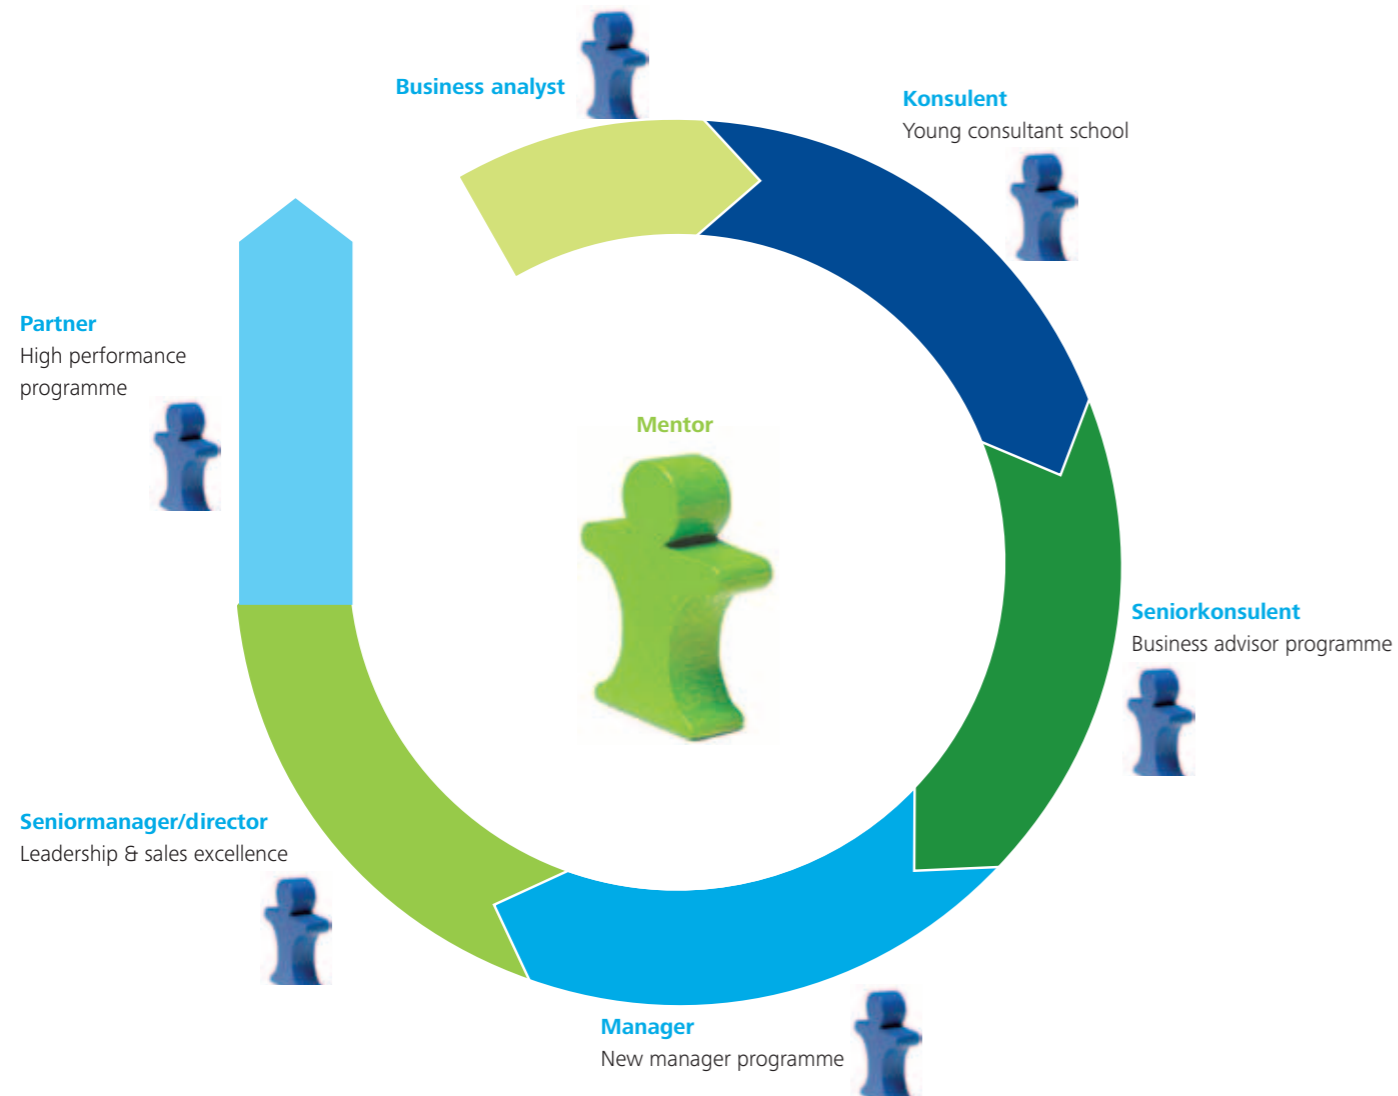 Business analyst
Konsulent
Young consultant school
Partner
High performance
programme
Mentor
Seniorkonsulent
Business advisor programme
Seniormanager/director
Leadership & sales excellence
Manager
New manager programme